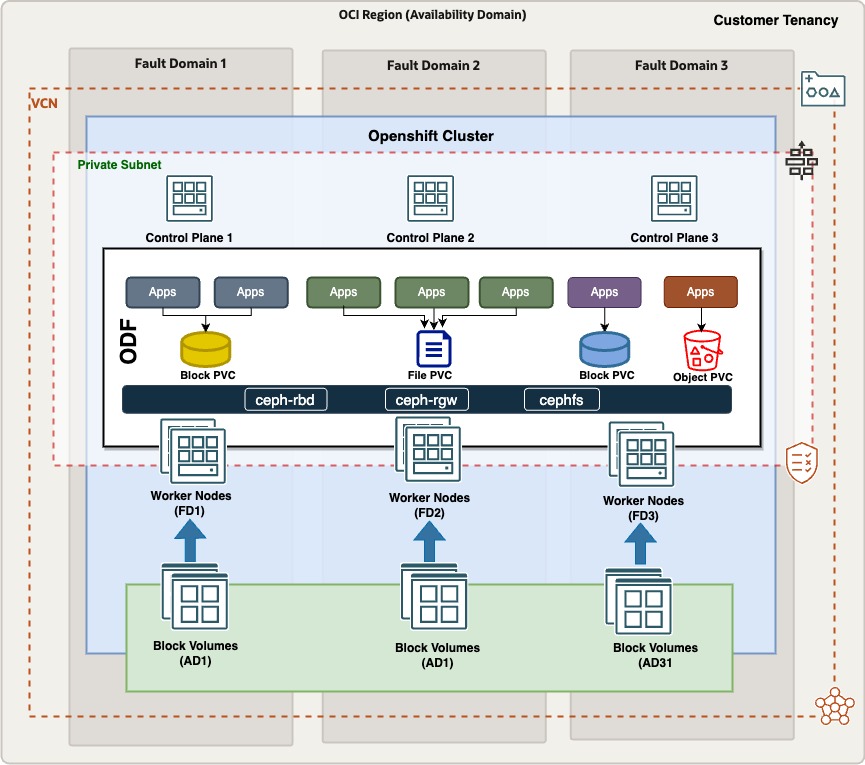 OCI Region (Availability Domain)
Customer Tenancy
Fault Domain 1
Fault Domain 2
Fault Domain 3
VCN
Openshift Cluster
Private Subnet
Control Plane 1
Control Plane 2
Control Plane 3
ODF
Apps
Apps
Apps
Apps
Apps
Apps
Apps
Block PVC
File PVC
Block PVC
Object PVC
ceph-rbd
ceph-rgw
cephfs
Worker Nodes
(FD1)
Worker Nodes
(FD2)
Worker Nodes
(FD3)
Block Volumes
(AD1)
Block Volumes
(AD1)
Block Volumes
(AD31